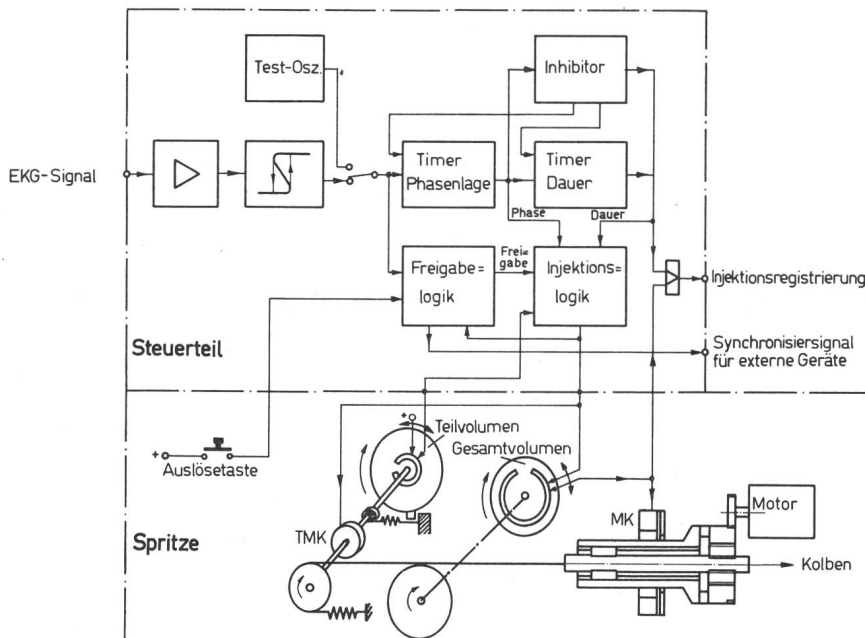 Test-Osz.
+
Inhibitor
EKG-Signal
Timer
Phasenlage
Timer
Dauer
Phase
Dauer
Freigabe=
logik
Frei=
gabe
Injektions=
logik
Injektionsregistrierung
Steuerteil
Synchronisiersignal
für externe Geräte
+
Teilvolumen
Gesamtvolumen
+
Auslösetaste
TMK
MK
Motor
Spritze
Kolben